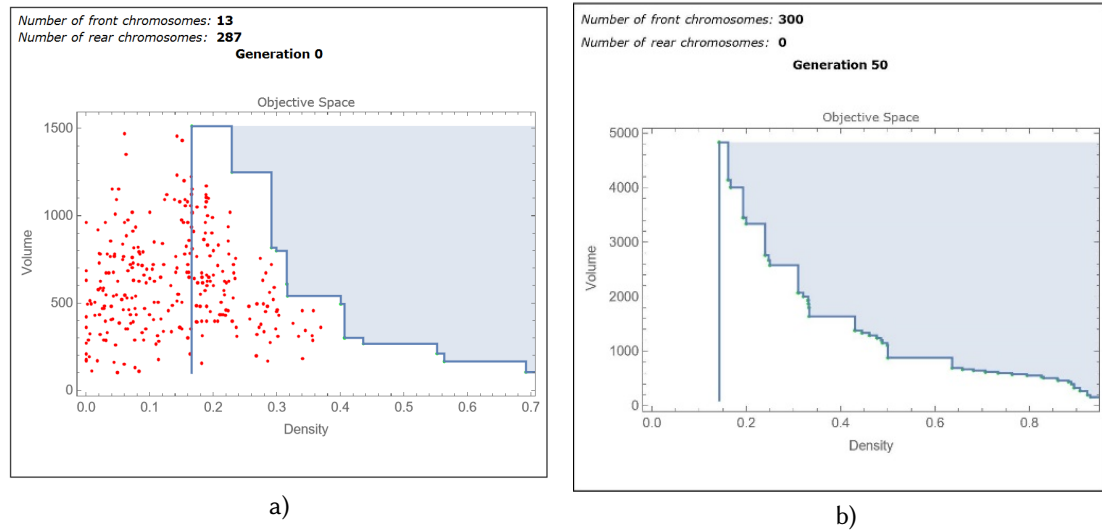 Number of front chromosomes: 13
Number of rear chromosomes: 287
Generation 0
Objective Space
1500
1000
500
0
Volume
0.0 0.1 0.2 0.3 0.4 0.5 0.6 0.7
Density
a)
Number of front chromosomes: 300
Number of rear chromosomes: 0
Generation 50
Objective Space
5000
4000
3000
2000
1000
0
Volume
0.0 0.2 0.4 0.6 0.8
Density
b)